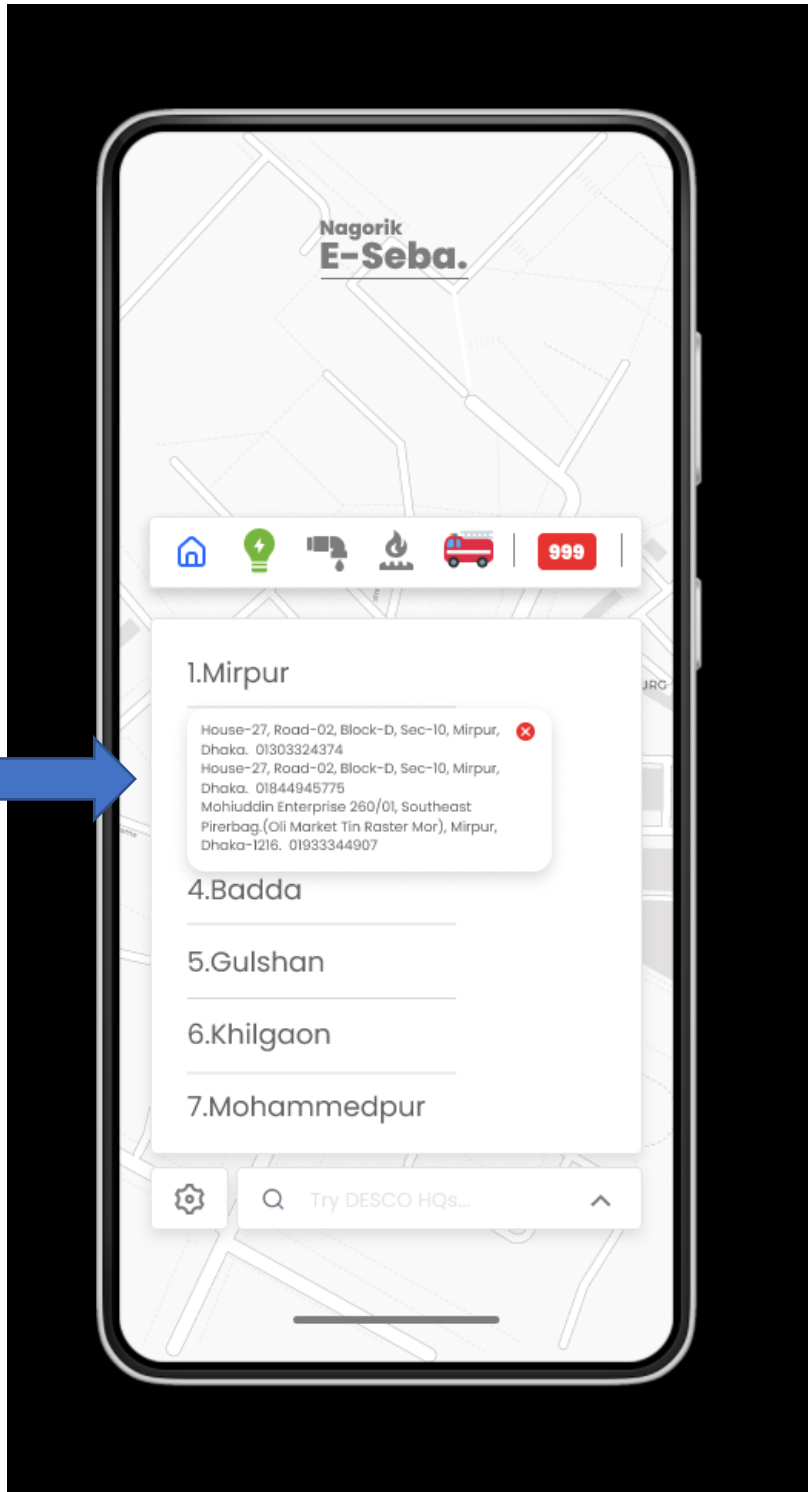 Nagorik
E-Seba.
999
1.Mirpur
JRG
House-27, Road-02, Block-D, Sec-10, Mirpur,
Dhaka. 01303324374
House-27, Road-02, Block-D, Sec-10, Mirpur,
Dhaka. 01844945775
Mohiuddin Enterprise 260/01, Southeast
Pirerbag.(Oli Market Tin Raster Mor), Mirpur,
Dhaka-1216. 01933344907
4.Badda
5.Gulshan
6.Khilgaon
7.Mohammedpur
Try DESCO HQs...